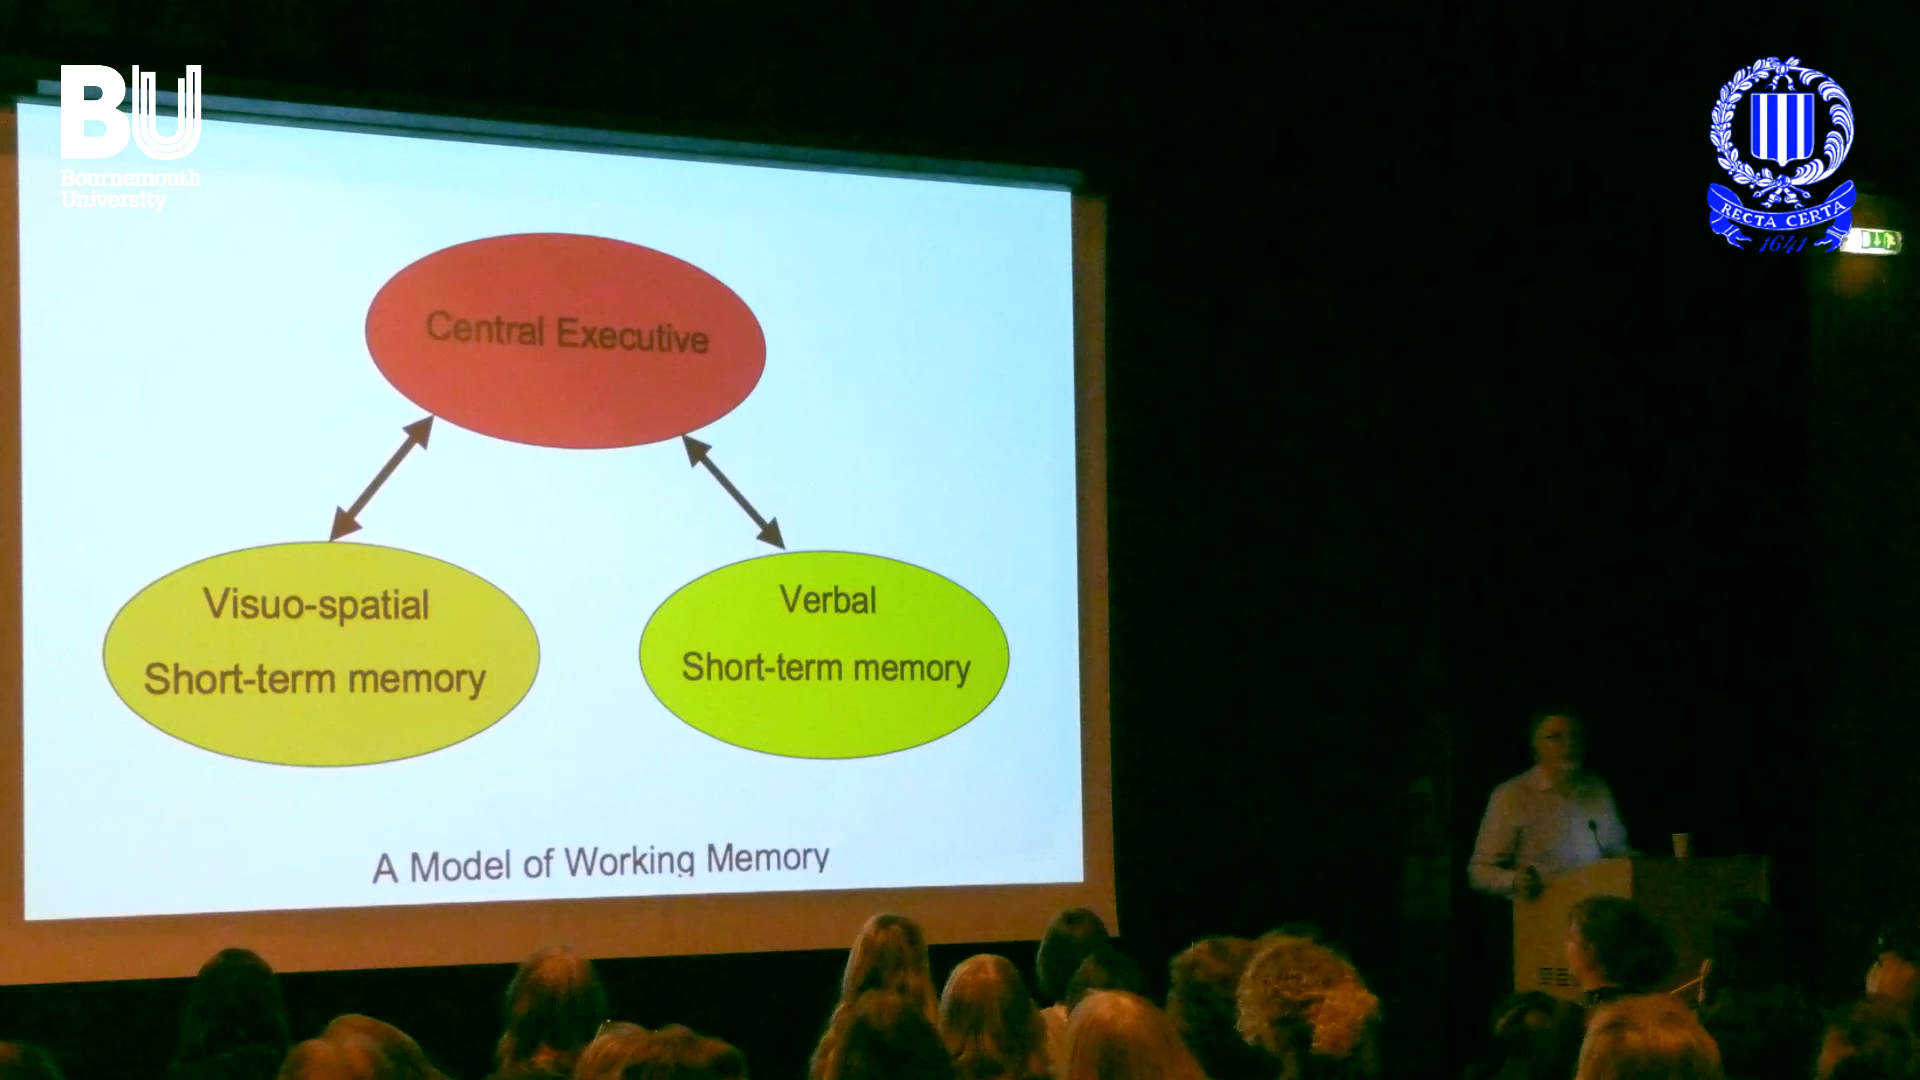 BU
Bournemouth
University
RECTA CERTA
1641
Central Executive
Visuo-spatial
Short-term memory
Verbal
Short-term memory
A Model of Working Memory